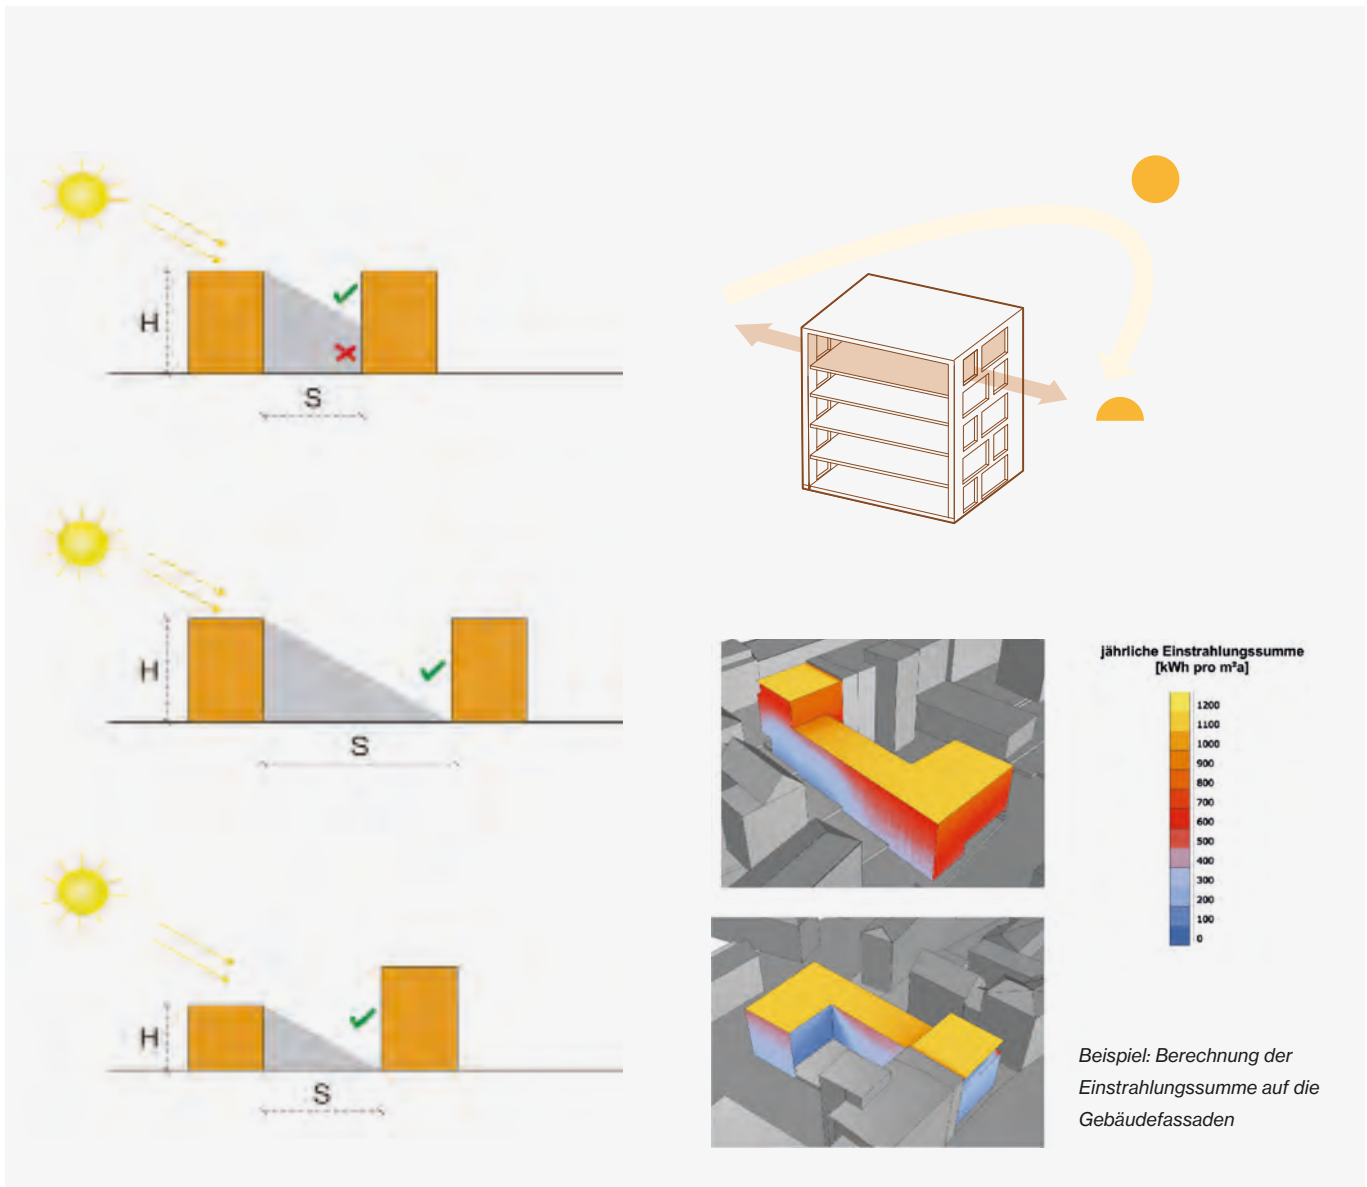 H
S
H
S
H
S
jährliche Einstrahlungssumme
[kWh pro m²a]
1200
1100
1000
900
800
700
600
500
400
300
200
100
0
Beispiel: Berechnung der
Einstrahlungssumme auf die
Gebäudefassaden